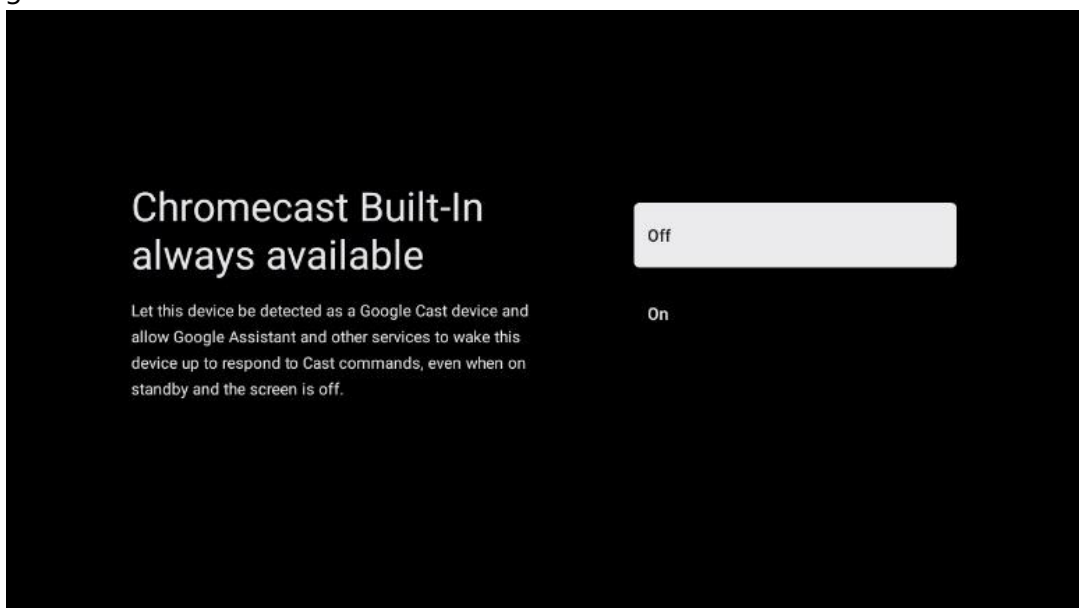 Chromecast Built-In
always available
Let this device be detected as a Google Cast device and
allow Google Assistant and other services to wake this
device up to respond to Cast commands, even when on
standby and the screen is off.
Off
On